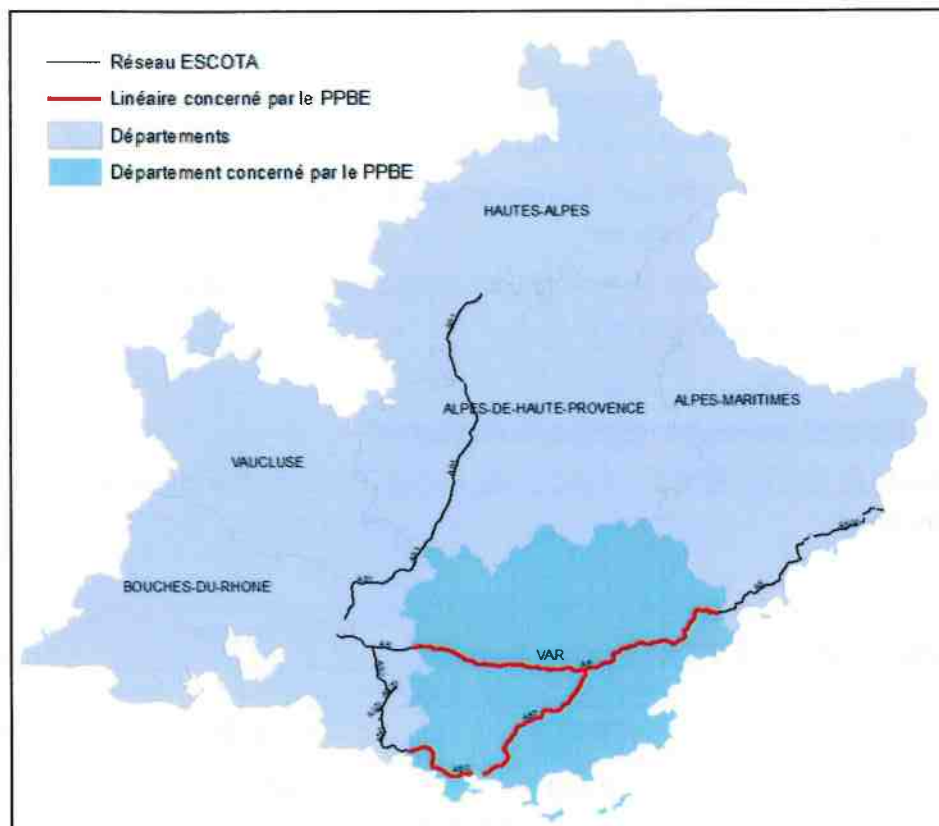 Réseau ESCOTA
Linéaire concerné par le PPBE
Départements
Département concerné par le PPBE
HAUTES-ALPES
ALPES-DE-HAUTE-PROVENCE
ALPES-MARITIMES
VAUCLUSE
BOUCHES-DU-RHONE
VAR